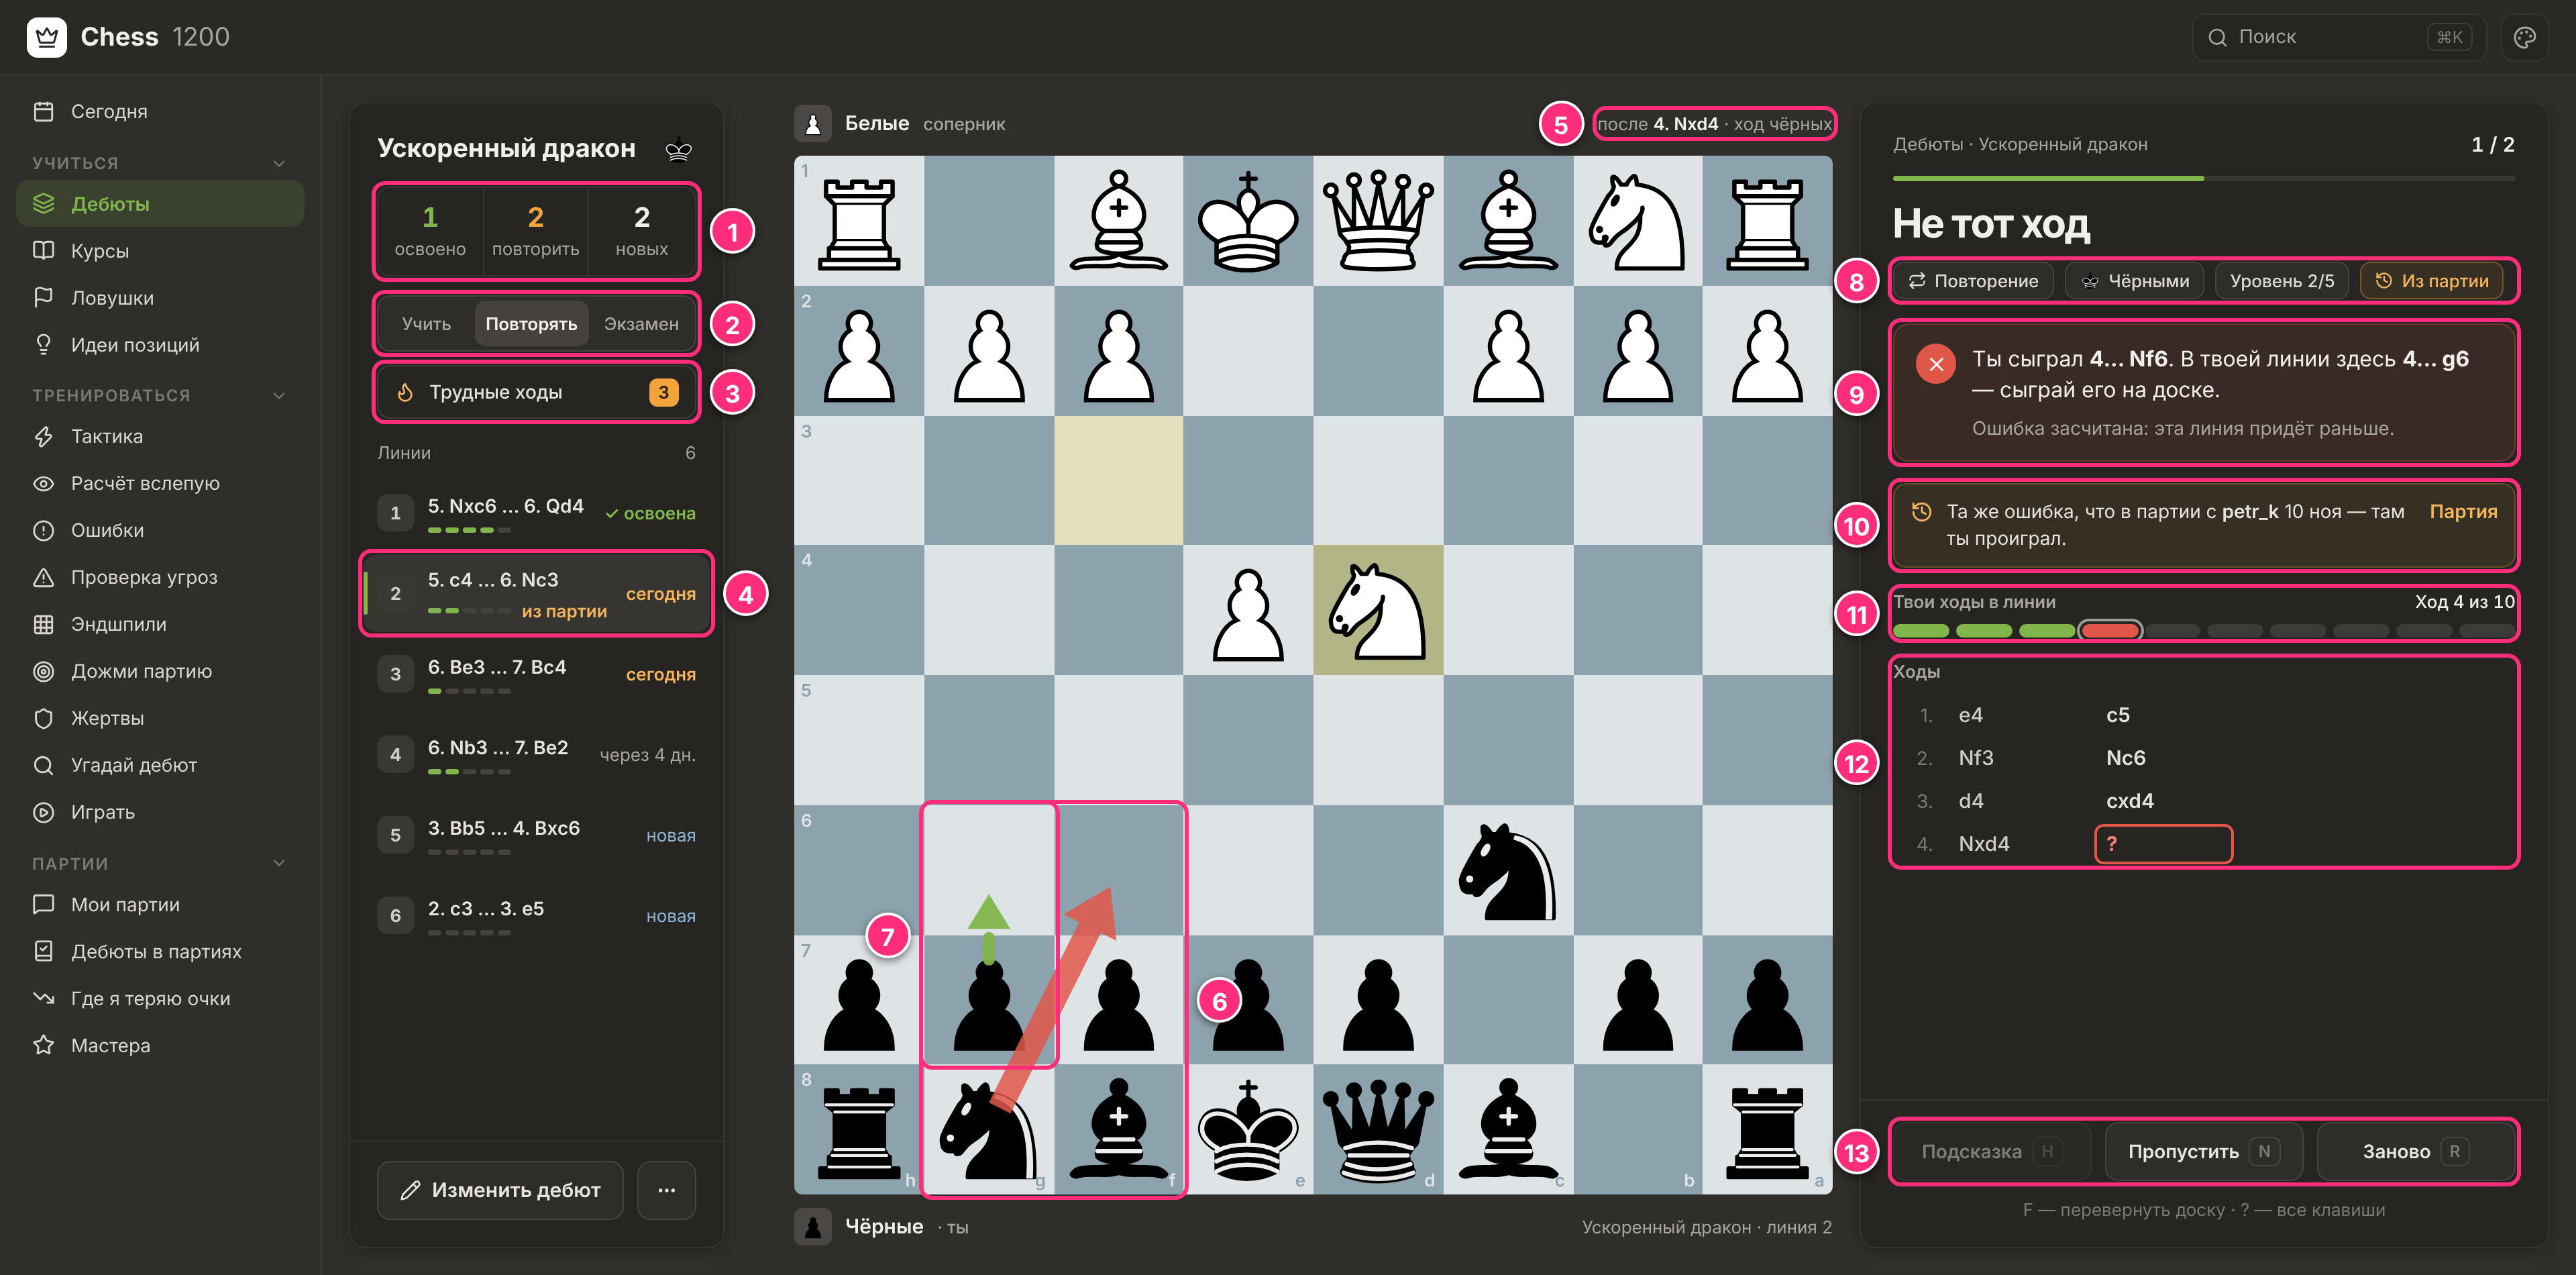 Chess 1200
Поиск ⌘K
Сегодня
УЧИТЬСЯ
Дебюты
Курсы
Ловушки
Идеи позиций
ТРЕНИРОВАТЬСЯ
Тактика
Расчёт вслепую
Ошибки
Проверка угроз
Эндшпили
Дожми партию
Жертвы
Угадай дебют
Играть
ПАРТИИ
Мои партии
Дебюты в партиях
Где я теряю очки
Мастера
Ускоренный дракон
1 2 2
освоено повторить новых
1
Учить Повторять Экзамен
2
Трудные ходы 3
3
Линии 6
1 5. Nxc6 ... 6. Qd4 освоена
2 5. c4 ... 6. Nc3 сегодня
из партии
4
3 6. Be3 ... 7. Bc4 сегодня
4 6. Nb3 ... 7. Be2 через 4 дн.
5 3. Bb5 ... 4. Bxc6 новая
6 2. c3 ... 3. e5 новая
Изменить дебют ...
Белые соперник
5
после 4. Nxd4 · ход чёрных
1
2
3
4
5
6
7
8
7
6
h g f e d c b a
Чёрные · ты
Ускоренный дракон · линия 2
Дебюты · Ускоренный дракон 1 / 2
Не тот ход
8
Повторение Чёрными Уровень 2/5 Из партии
9
Ты сыграл 4... Nf6. В твоей линии здесь 4... g6
— сыграй его на доске.
Ошибка засчитана: эта линия придёт раньше.
10
Та же ошибка, что в партии с petr_k 10 ноя — там Партия
ты проиграл.
11
Твои ходы в линии Ход 4 из 10
12
Ходы
1. e4 c5
2. Nf3 Nc6
3. d4 cxd4
4. Nxd4 ?
13
Подсказка H Пропустить N Заново R
F — перевернуть доску · ? — все клавиши